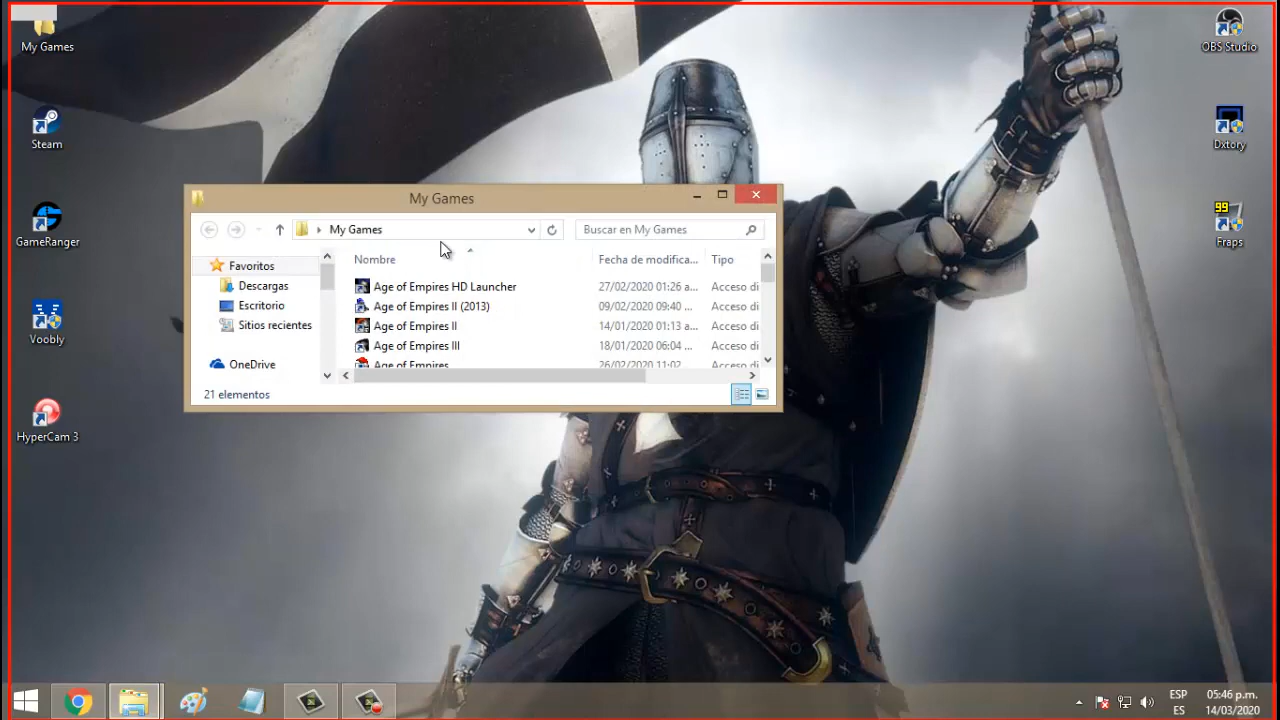 My Games
OBS Studio
Steam
Dxtory
GameRanger
99
Fraps
Voobly
HyperCam 3
My Games
My Games
Buscar en My Games
Favoritos
Descargas
Escritorio
Sitios recientes
OneDrive
Nombre Fecha de modifica... Tipo
Age of Empires HD Launcher 27/02/2020 01:26 a... Acceso di
Age of Empires II (2013) 09/02/2020 09:40 ... Acceso di
Age of Empires II 14/01/2020 01:13 a... Acceso di
Age of Empires III 18/01/2020 06:04 ... Acceso di
Age of Empires 26/02/2020 11:02 ... Acceso di
21 elementos
ESP 05:46 p.m.
ES 14/03/2020